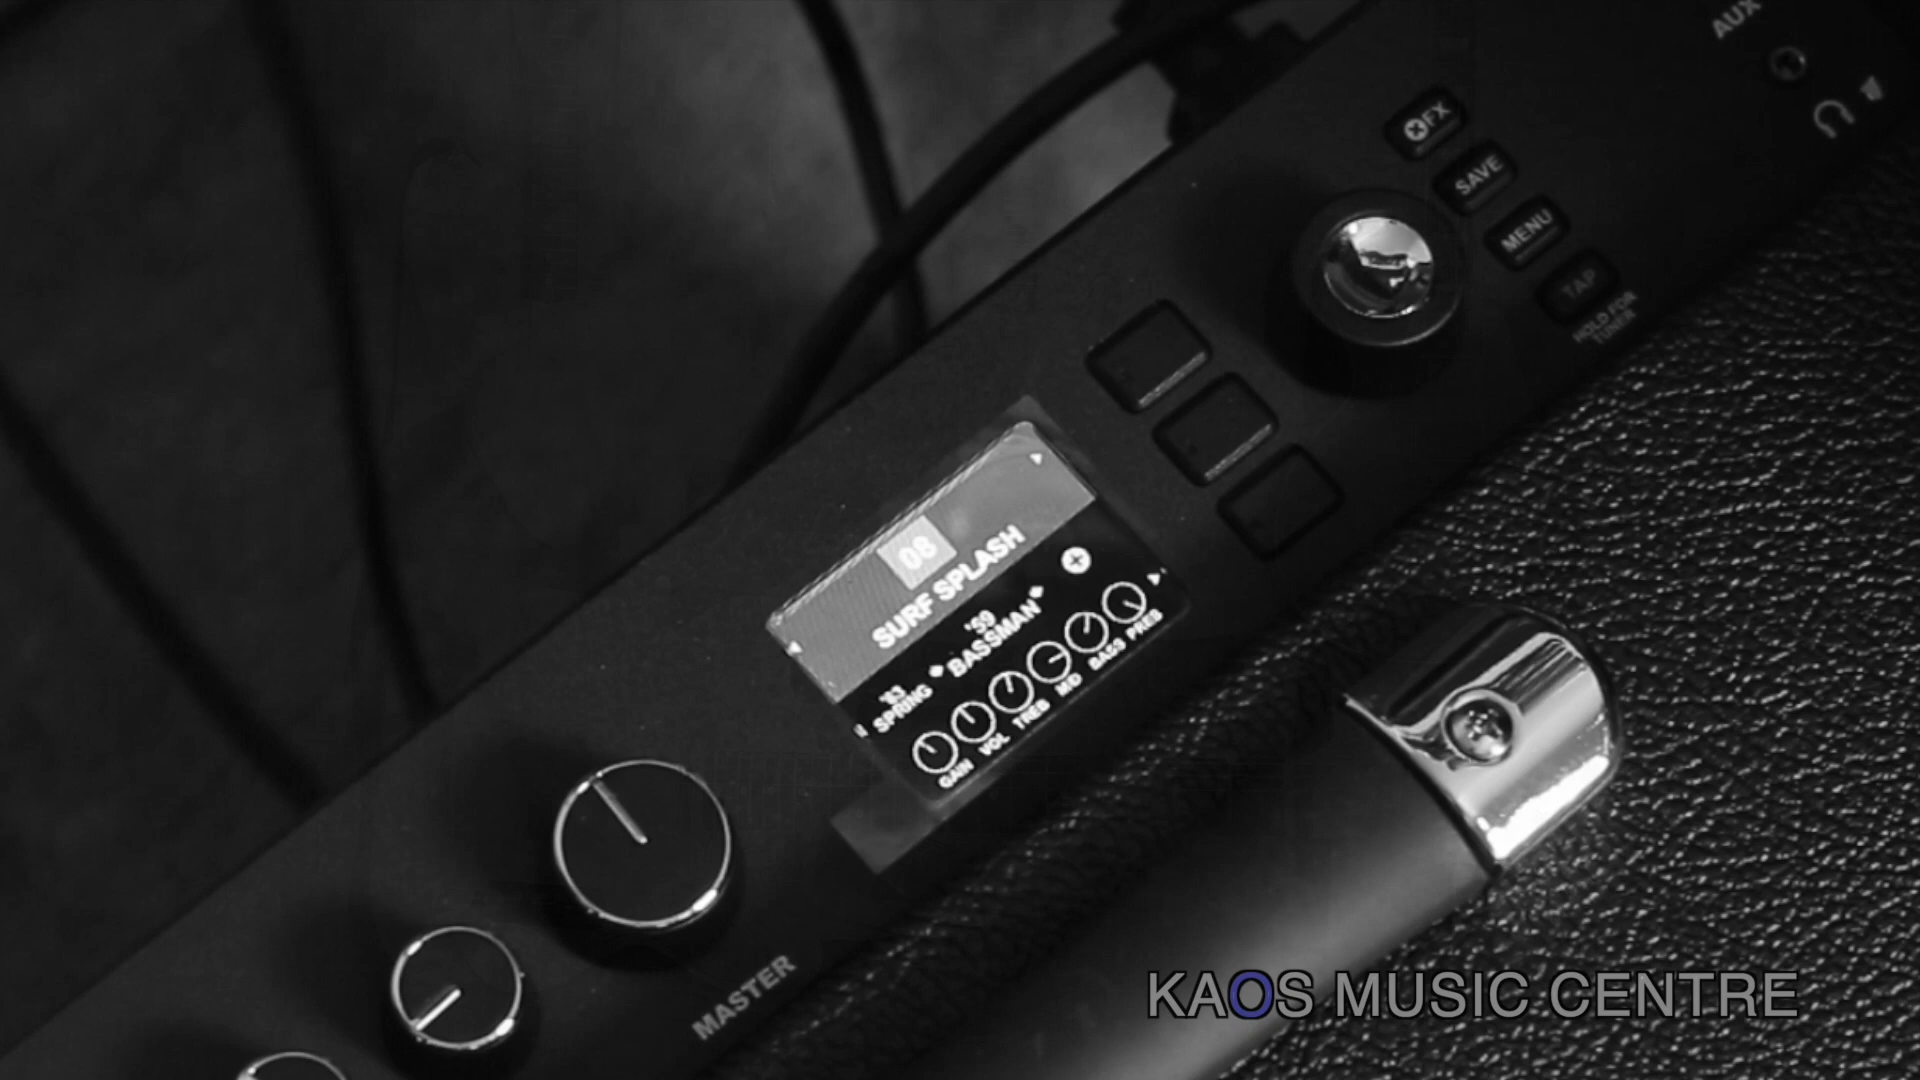 AUX
FX
SAVE
MENU
TAP
HOLD FOR
TUNER
08
SURF SPLASH
'59
BASSMAN
'63
SPRING
GAIN VOL TREB MID BASS PRES
MASTER
KAOS MUSIC CENTRE